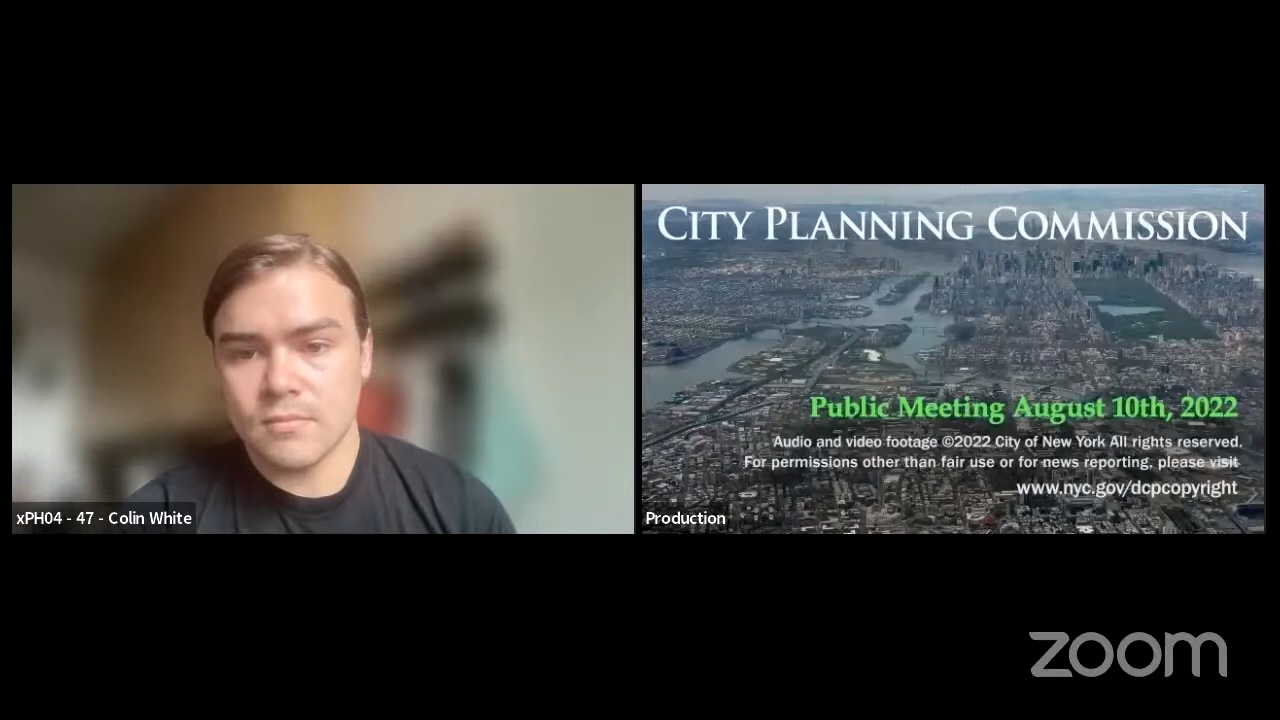 CITY PLANNING COMMISSION
Public Meeting August 10th, 2022
Audio and video footage ©2022 City of New York All rights reserved.
For permissions other than fair use or for news reporting, please visit
www.nyc.gov/dcpcopyright
xPH04 - 47 - Colin White
Production
zoom